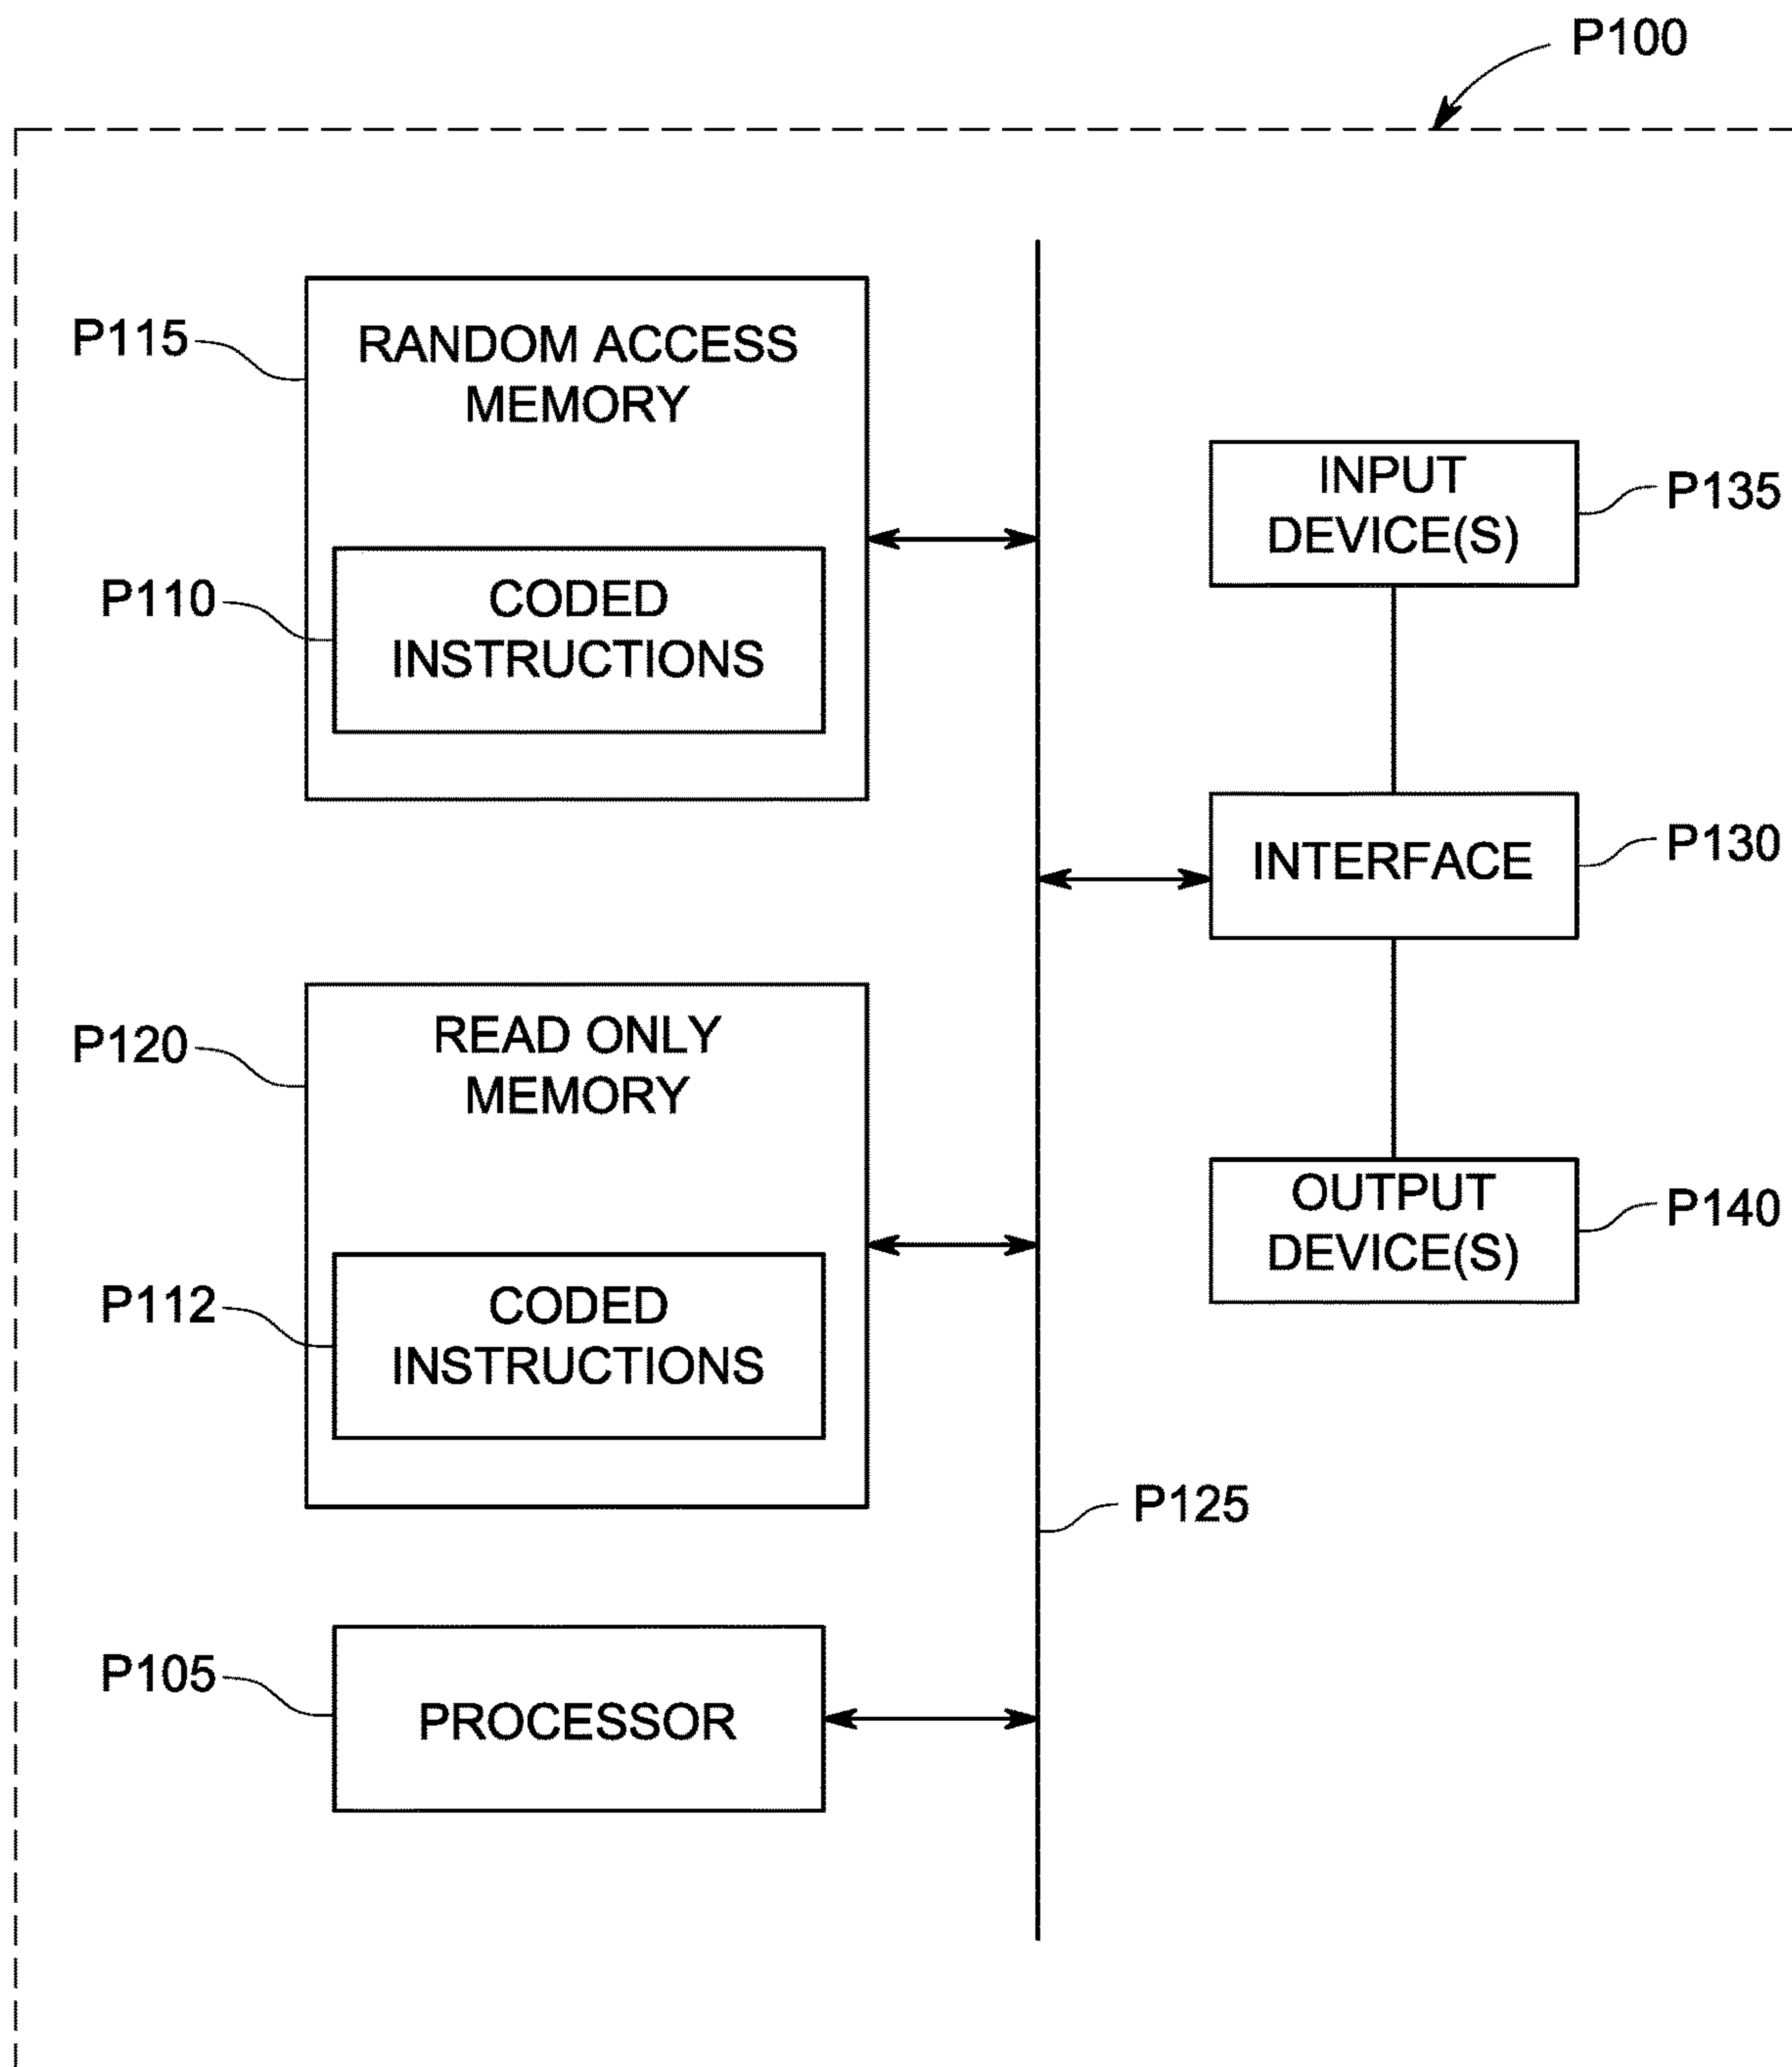 P100
P115
RANDOM ACCESS
MEMORY
P110
CODED
INSTRUCTIONS
INPUT
DEVICE(S)
P135
INTERFACE
P130
P120
READ ONLY
MEMORY
P112
CODED
INSTRUCTIONS
OUTPUT
DEVICE(S)
P140
P125
P105
PROCESSOR